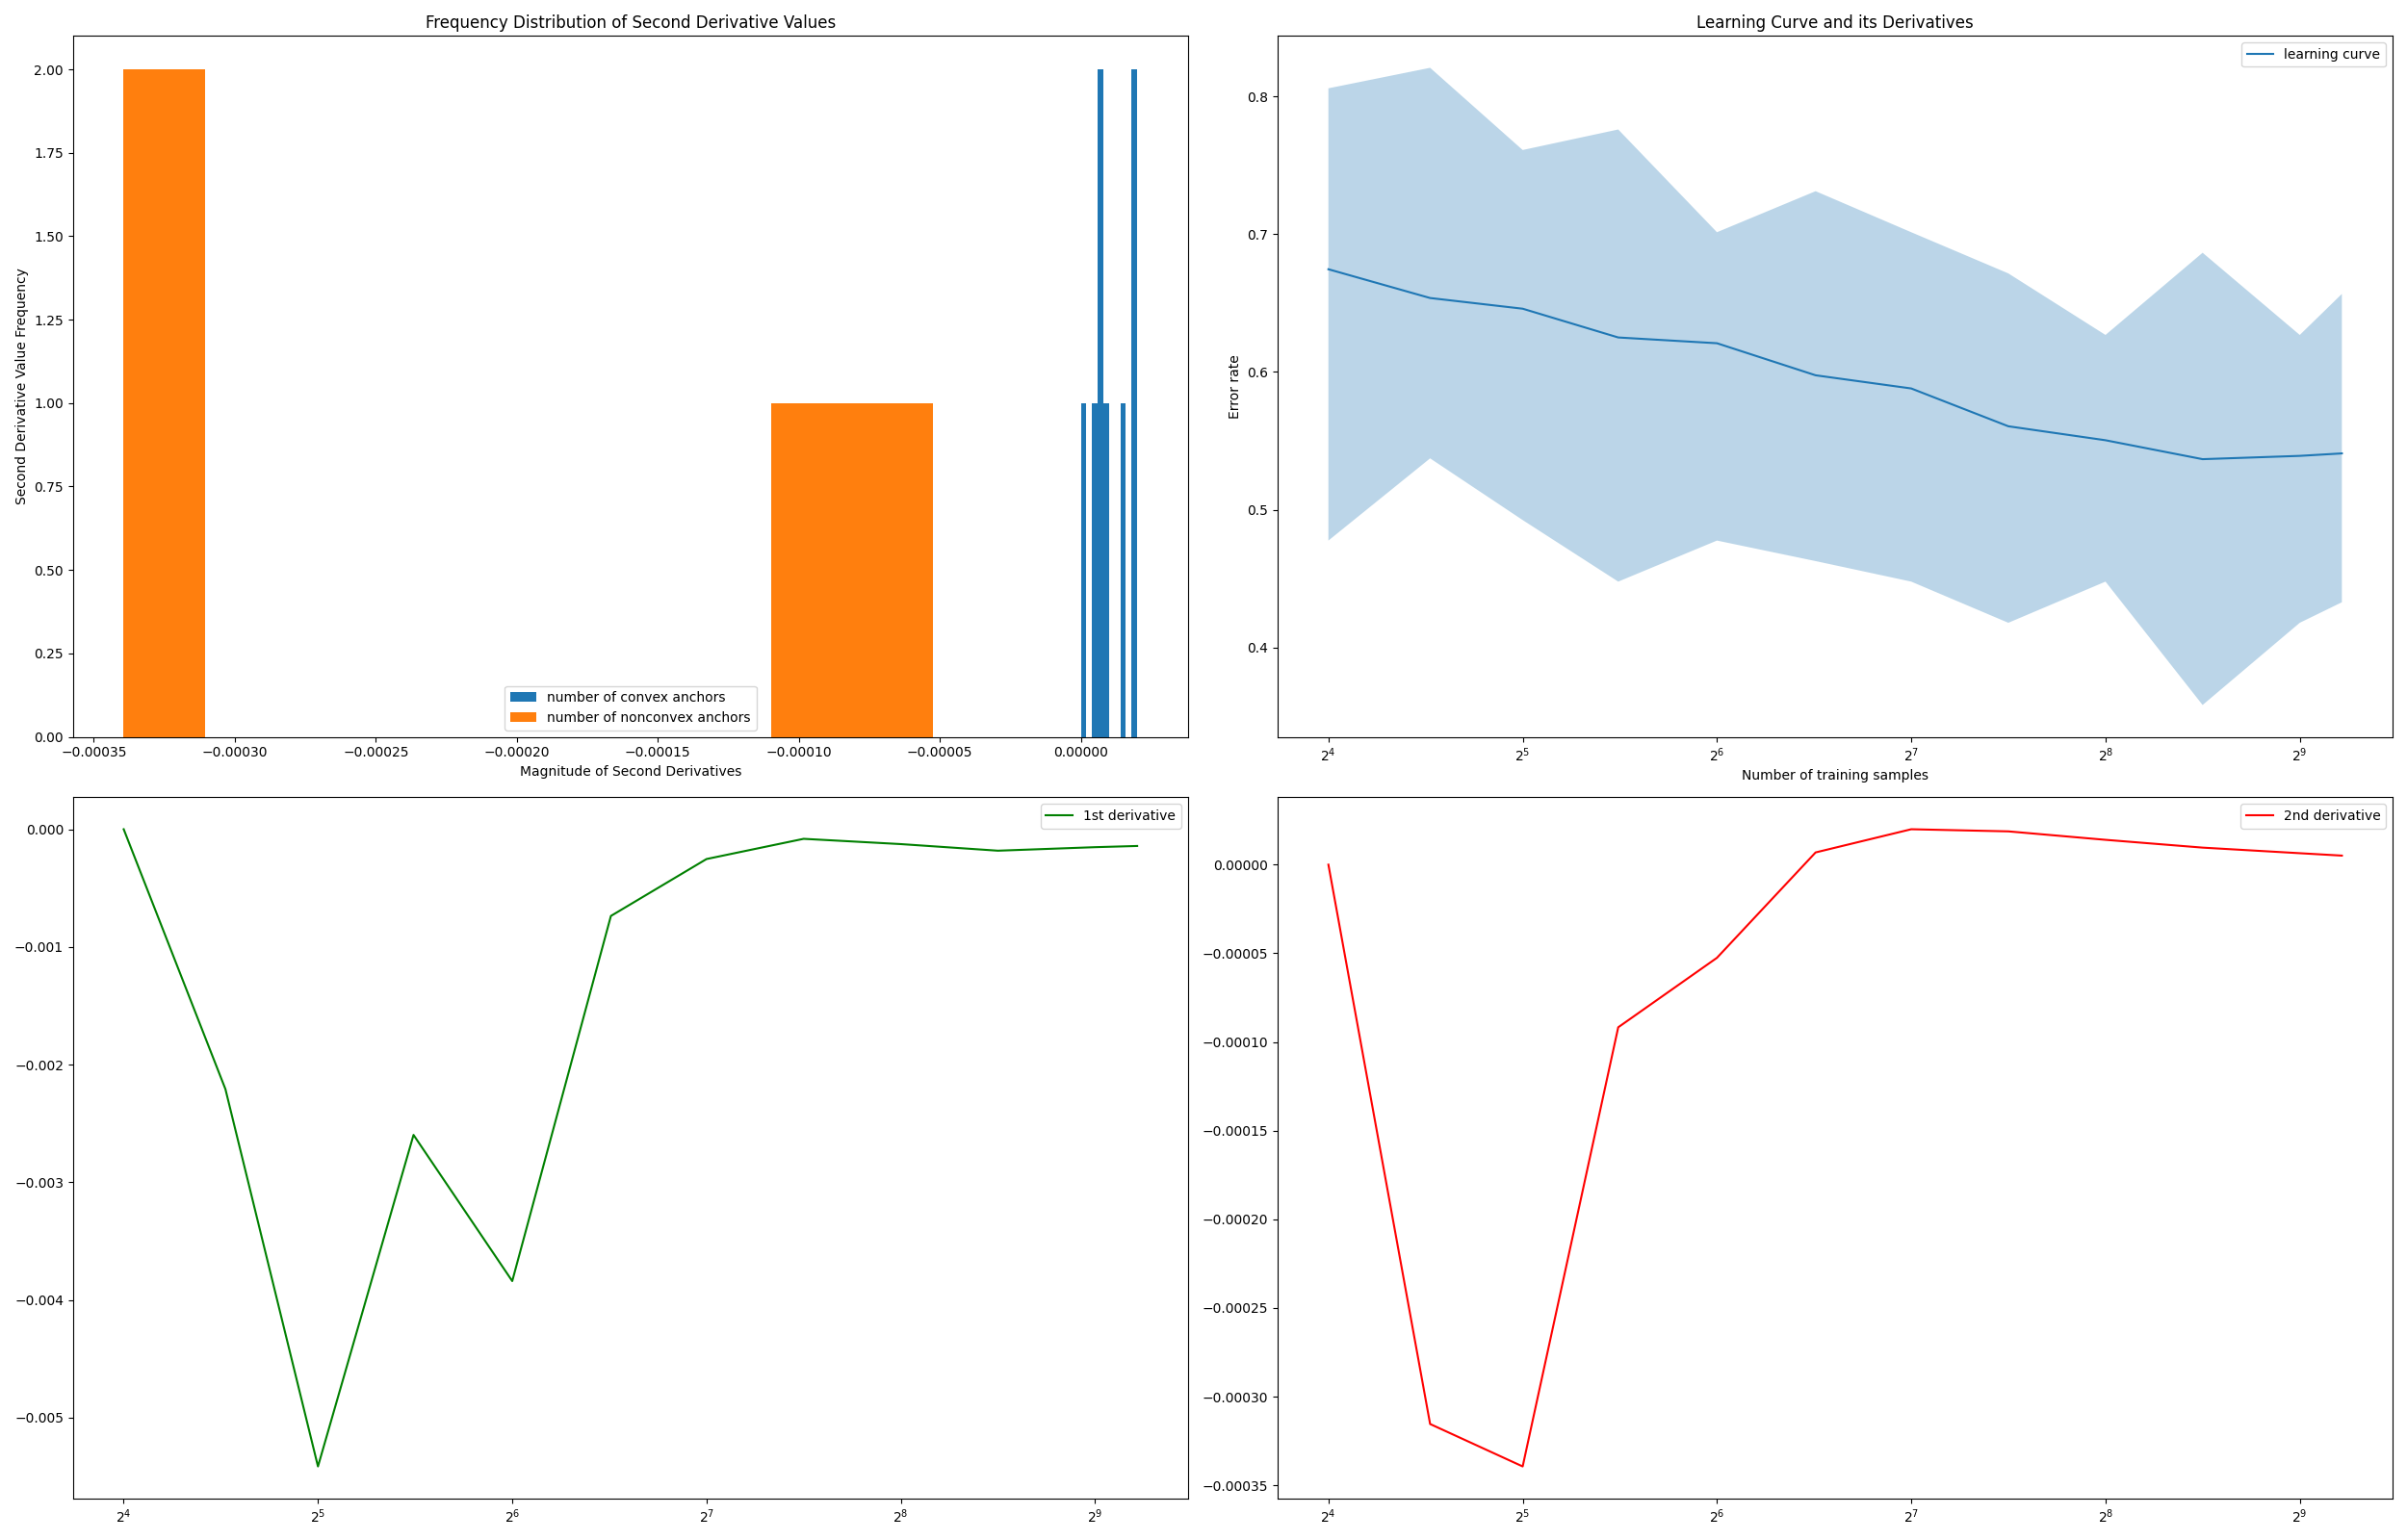 Frequency Distribution of Second Derivative Values
Second Derivative Value Frequency
2.00
1.75
1.50
1.25
1.00
0.75
0.50
0.25
0.00
number of convex anchors
number of nonconvex anchors
−0.00035 −0.00030 −0.00025 −0.00020 −0.00015 −0.00010 −0.00005 0.00000
Magnitude of Second Derivatives
Learning Curve and its Derivatives
learning curve
Error rate
0.8
0.7
0.6
0.5
0.4
2⁴ 2⁵ 2⁶ 2⁷ 2⁸ 2⁹
Number of training samples
1st derivative
0.000
−0.001
−0.002
−0.003
−0.004
−0.005
2⁴ 2⁵ 2⁶ 2⁷ 2⁸ 2⁹
2nd derivative
0.00000
−0.00005
−0.00010
−0.00015
−0.00020
−0.00025
−0.00030
−0.00035
2⁴ 2⁵ 2⁶ 2⁷ 2⁸ 2⁹